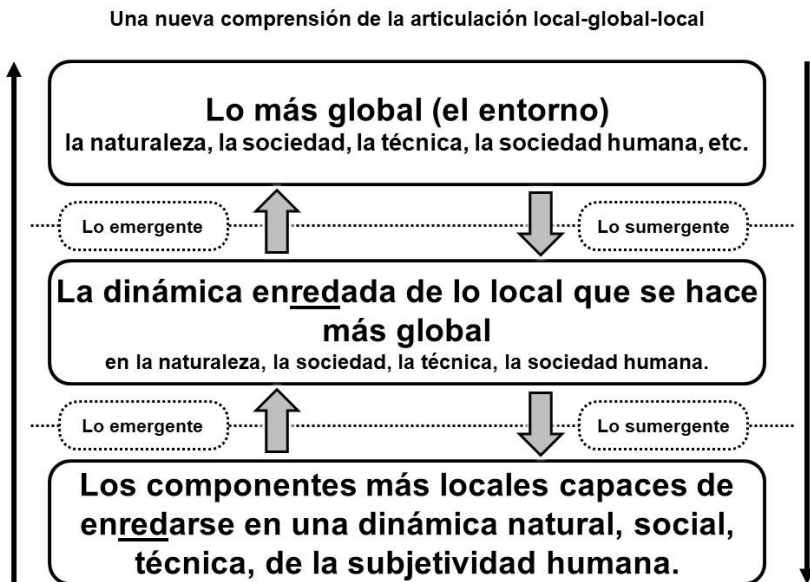 Una nueva comprensión de la articulación local-global-local
Lo más global (el entorno)
la naturaleza, la sociedad, la técnica, la sociedad humana, etc.
Lo emergente
Lo sumergente
La dinámica enredada de lo local que se hace
más global
en la naturaleza, la sociedad, la técnica, la sociedad humana.
Lo emergente
Lo sumergente
Los componentes más locales capaces de
enredarse en una dinámica natural, social,
técnica, de la subjetividad humana.